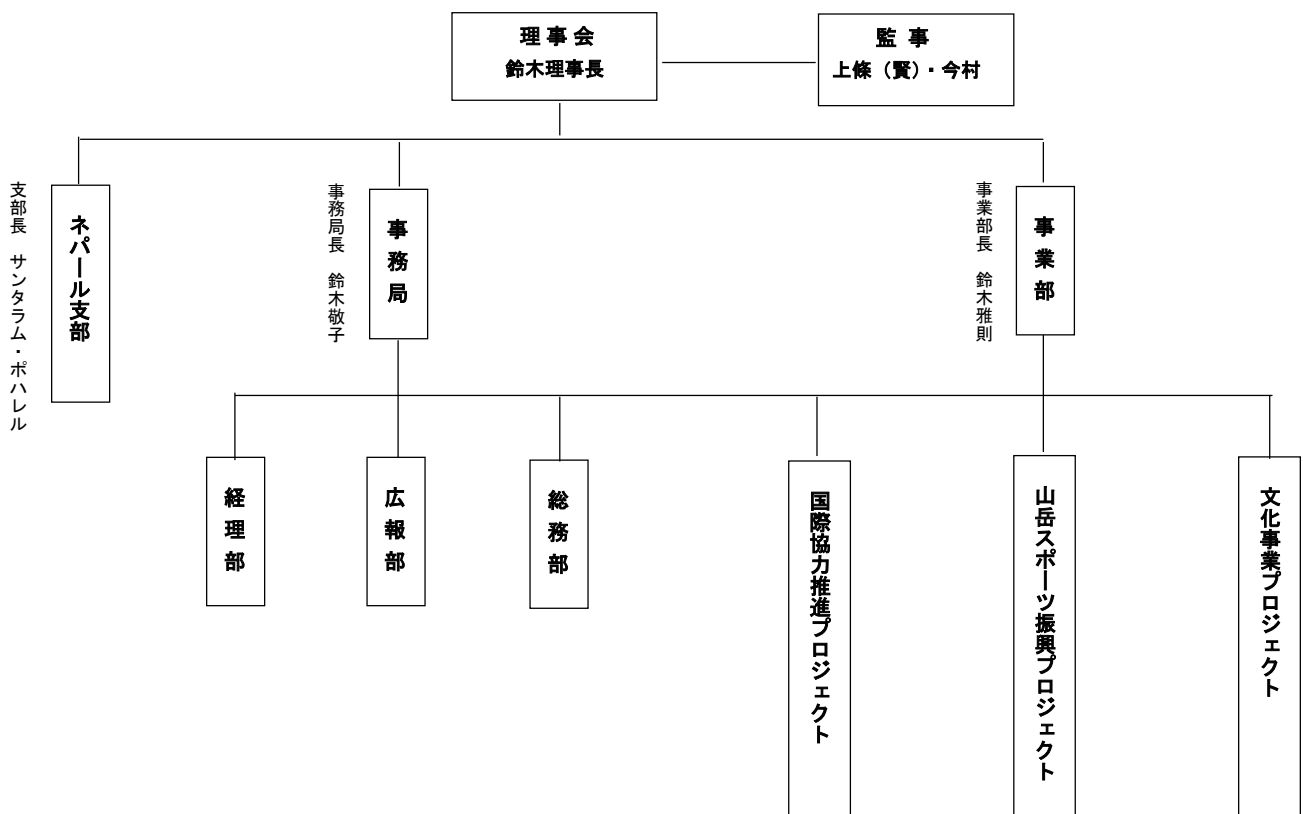 理事会
鈴木理事長
監事
上條（賢）・今村
支部長 サンタラム・ポハレル
ネパール支部
事務局長 鈴木敬子
事務局
事業部長 鈴木雅則
事業部
経理部
広報部
総務部
国際協力推進プロジェクト
山岳スポーツ振興プロジェクト
文化事業プロジェクト